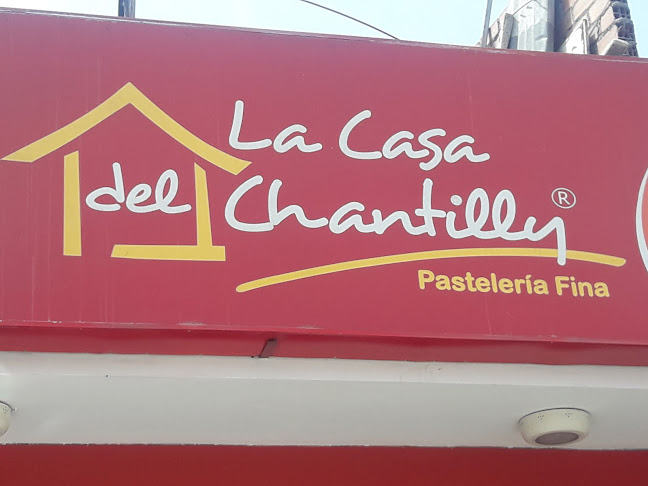 La Casa
del Chantilly®
Pastelería Fina